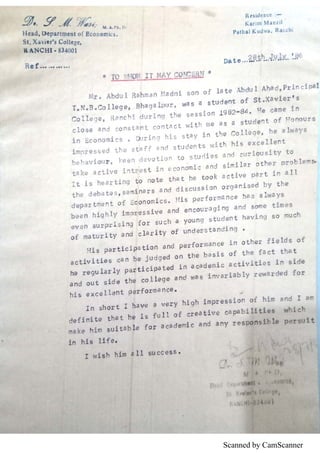 Dr. S. M. Wasi, M. A. Ph. D.
Head, Department of Economics.
St, Xavier's College,
RANCHI - 834001
Residence :-
Karim Manzil
Pathal Kudwa, Ranchi
Ref... ... ... ...
Date...28th July '86
" TO WHOM IT MAY CONCERN "
Mr. Abdul Rahman Madni son of late Abdul Ahad, Principal
T.N.B.College, Bhagalpur, was a student of St.Xavier's
College, Ranchi during the session 1982-84. He came in
close and constant contact with me as a student of Honours
in Economics . During his stay in the College, he always
impressed the staff and students with his excellent
behaviour, keen devotion to studies and curiousity to
take active interest in economic and similar other problems.
It is hearting to note that he took active part in all
the debates, seminars and discussion organised by the
department of Economics. His performance has always
been highly impressive and encouraging and some times
even surprising for such a young student having so much
of maturity and clarity of understanding .
His participation and performance in other fields of
activities can be judged on the basis of the fact that
he regularly participated in academic activities in side
and out side the college and was invariably rewarded for
his excellent performance.
In short I have a very high impression of him and I am
definite that he is full of creative capabilities which
make him suitable for academic and any responsible persuit
in his life.
I wish him all success.
Head Department
St. Xavier's College,
RANCHI-834001
Scanned by CamScanner